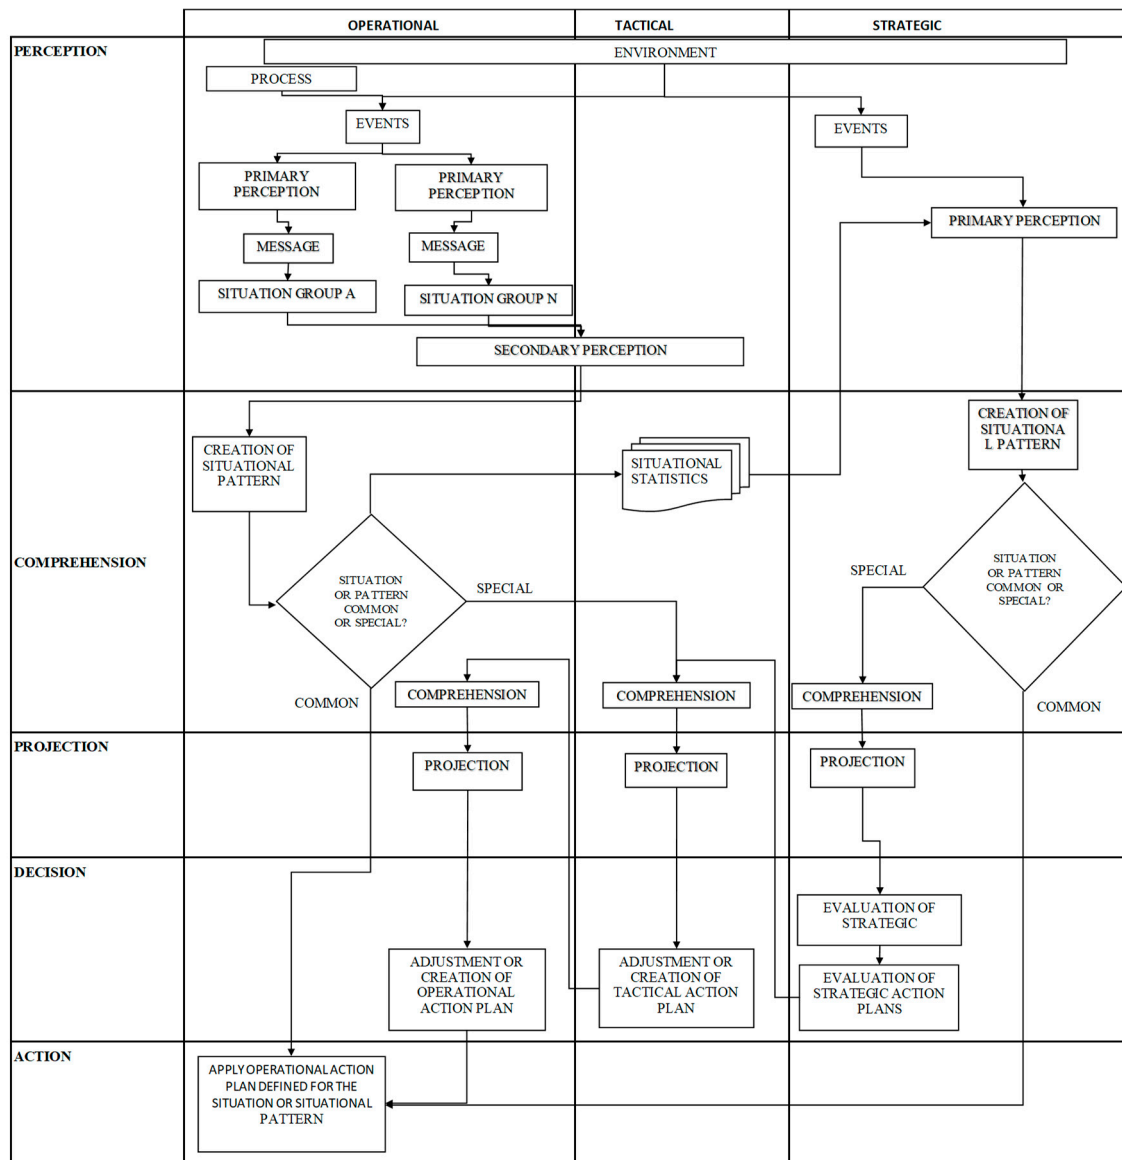 OPERATIONAL
TACTICAL
STRATEGIC
PERCEPTION
ENVIRONMENT
PROCESS
EVENTS
EVENTS
PRIMARY
PERCEPTION
PRIMARY
PERCEPTION
PRIMARY PERCEPTION
MESSAGE
MESSAGE
SITUATION GROUP A
SITUATION GROUP N
SECONDARY PERCEPTION
COMPREHENSION
CREATION OF
SITUATIONAL
PATTERN
SITUATIONAL
STATISTICS
CREATION OF
SITUATIONA
L PATTERN
SITUATION
OR PATTERN
COMMON
OR SPECIAL?
SPECIAL
COMMON
SPECIAL
SITUATION
OR PATTERN
COMMON OR
SPECIAL?
COMMON
COMPREHENSION
COMPREHENSION
COMPREHENSION
PROJECTION
PROJECTION
PROJECTION
PROJECTION
DECISION
ADJUSTMENT OR
CREATION OF
OPERATIONAL
ACTION PLAN
ADJUSTMENT OR
CREATION OF
TACTICAL ACTION
PLAN
EVALUATION OF
STRATEGIC
EVALUATION OF
STRATEGIC ACTION
PLANS
ACTION
APPLY OPERATIONAL ACTION
PLAN DEFINED FOR THE
SITUATION OR SITUATIONAL
PATTERN